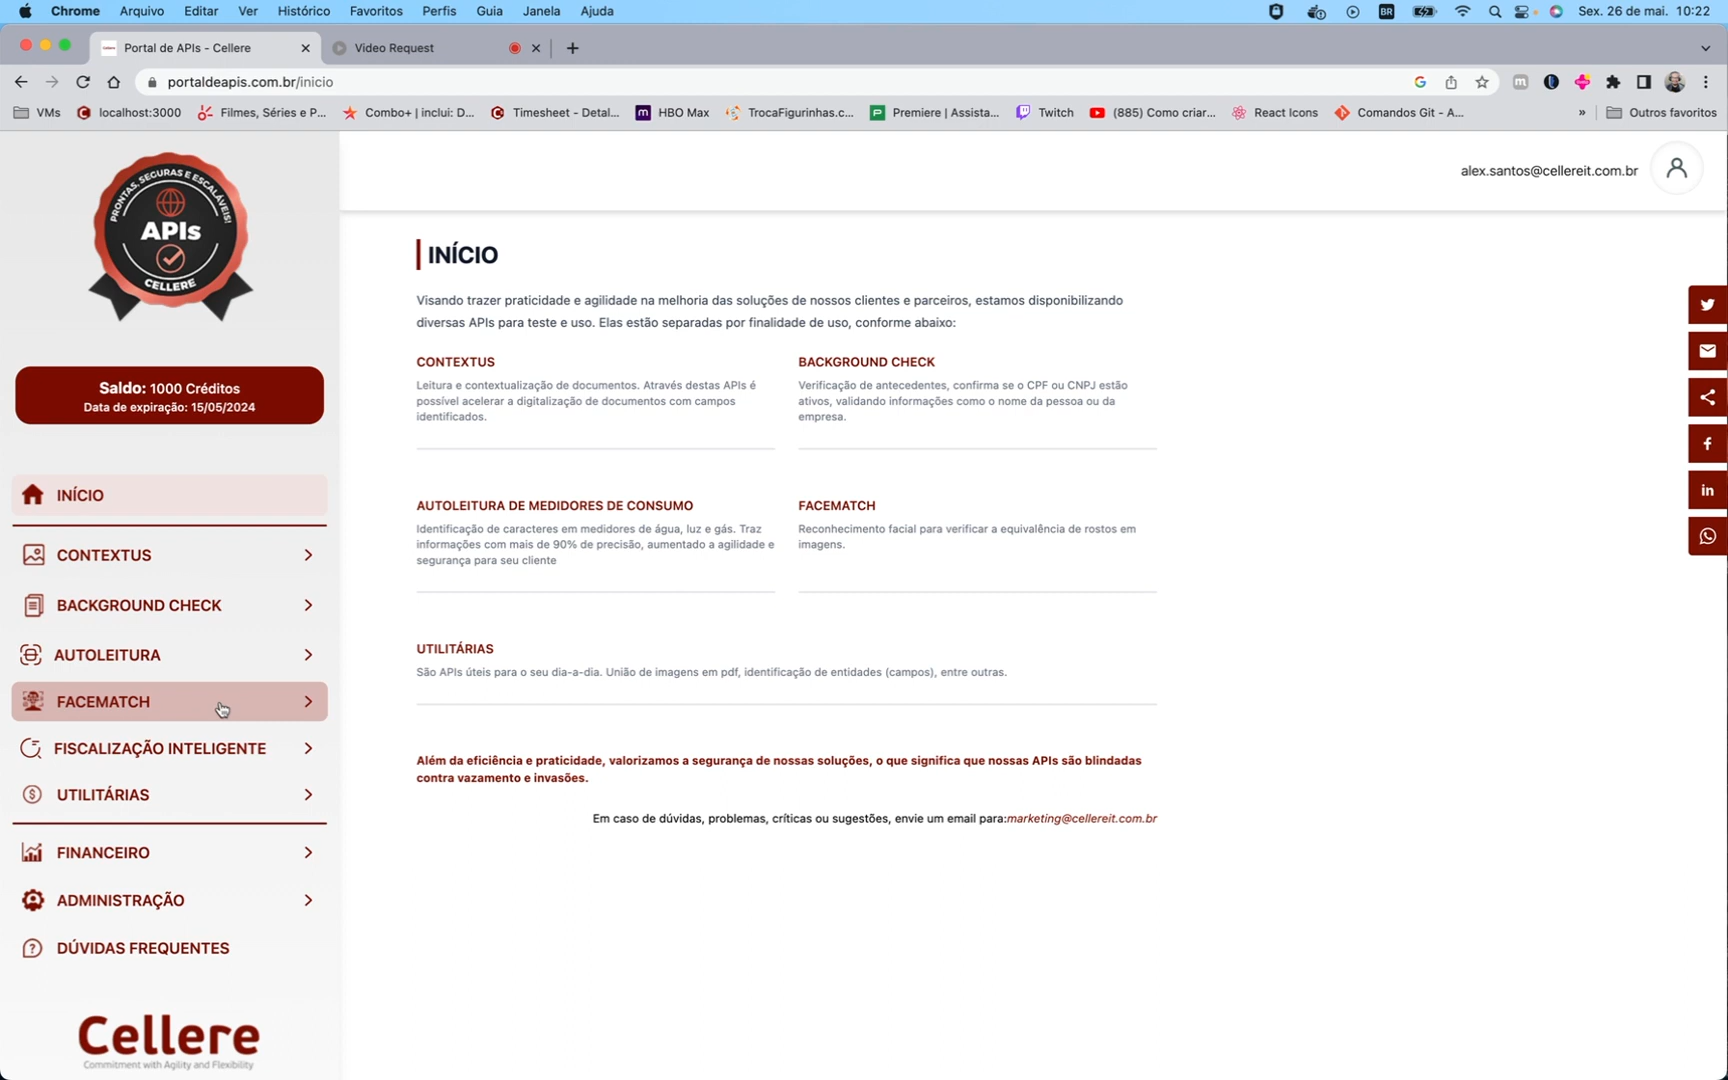 Chrome Arquivo Editar Ver Histórico Favoritos Perfis Guia Janela Ajuda BR Sex. 26 de mai. 10:22
Portal de APIs - Cellere Video Request
portaldeapis.com.br/inicio
VMs localhost:3000 Filmes, Séries e P... Combo+ | inclui: D... Timesheet - Detal... HBO Max TrocaFigurinhas.c... Premiere | Assista... Twitch (885) Como criar... React Icons Comandos Git - A... » Outros favoritos
PRONTAS, SEGURAS E ESCALÁVEIS!
APIs
CELLERE
alex.santos@cellereit.com.br
Saldo: 1000 Créditos
Data de expiração: 15/05/2024
INÍCIO
CONTEXTUS
BACKGROUND CHECK
AUTOLEITURA
FACEMATCH
FISCALIZAÇÃO INTELIGENTE
UTILITÁRIAS
FINANCEIRO
ADMINISTRAÇÃO
DÚVIDAS FREQUENTES
Cellere
Commitment with Agility and Flexibility
INÍCIO
Visando trazer praticidade e agilidade na melhoria das soluções de nossos clientes e parceiros, estamos disponibilizando
diversas APIs para teste e uso. Elas estão separadas por finalidade de uso, conforme abaixo:
CONTEXTUS
Leitura e contextualização de documentos. Através destas APIs é
possível acelerar a digitalização de documentos com campos
identificados.
BACKGROUND CHECK
Verificação de antecedentes, confirma se o CPF ou CNPJ estão
ativos, validando informações como o nome da pessoa ou da
empresa.
AUTOLEITURA DE MEDIDORES DE CONSUMO
Identificação de caracteres em medidores de água, luz e gás. Traz
informações com mais de 90% de precisão, aumentado a agilidade e
segurança para seu cliente
FACEMATCH
Reconhecimento facial para verificar a equivalência de rostos em
imagens.
UTILITÁRIAS
São APIs úteis para o seu dia-a-dia. União de imagens em pdf, identificação de entidades (campos), entre outras.
Além da eficiência e praticidade, valorizamos a segurança de nossas soluções, o que significa que nossas APIs são blindadas
contra vazamento e invasões.
Em caso de dúvidas, problemas, críticas ou sugestões, envie um email para:marketing@cellereit.com.br